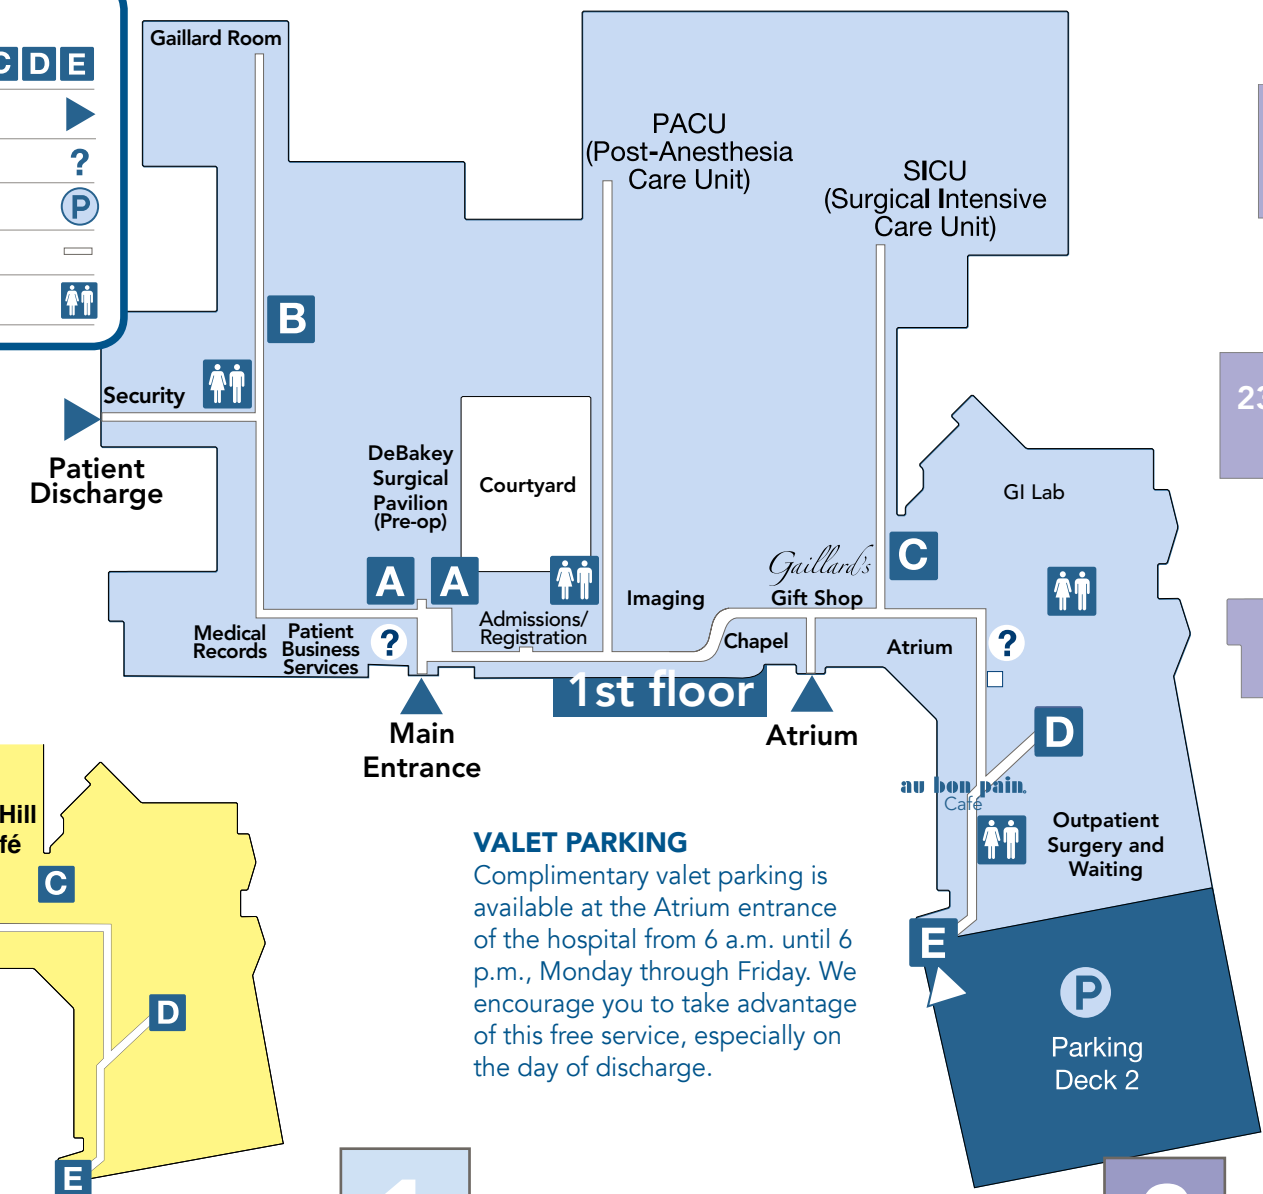 C D E
?
P
Gaillard Room
PACU
(Post-Anesthesia
Care Unit)
SICU
(Surgical Intensive
Care Unit)
B
Security
Patient
Discharge
DeBakey
Surgical
Pavilion
(Pre-op)
Courtyard
GI Lab
23
A A
C
Gaillard's
Gift Shop
Imaging
Admissions/
Registration
Medical
Records
Patient
Business
Services
?
Chapel
Atrium
?
1st floor
Main
Entrance
Atrium
D
au bon pain.
Café
Outpatient
Surgery and
Waiting
E
P
Parking
Deck 2
VALET PARKING
Complimentary valet parking is
available at the Atrium entrance
of the hospital from 6 a.m. until 6
p.m., Monday through Friday. We
encourage you to take advantage
of this free service, especially on
the day of discharge.
Hill
fé
C
D
E